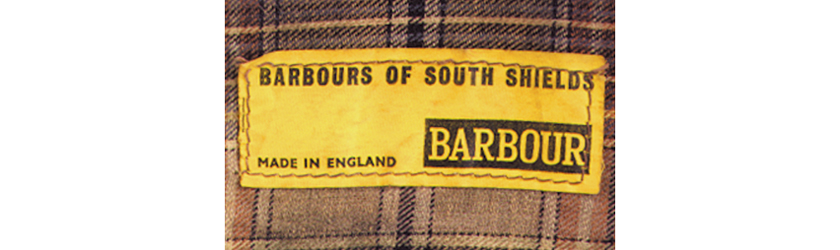 BARBOURS OF SOUTH SHIELDS
BARBOUR
MADE IN ENGLAND